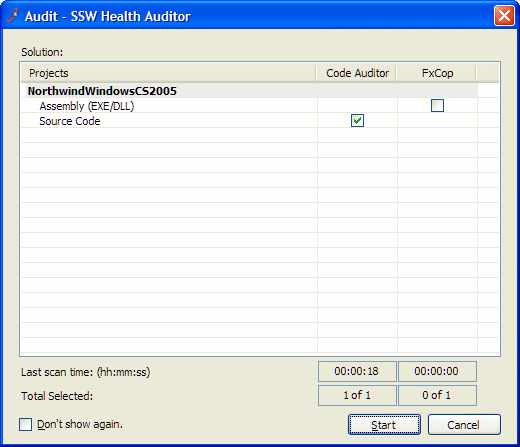 Audit - SSW Health Auditor
Solution:
Projects Code Auditor FxCop
NorthwindWindowsCS2005
Assembly (EXE/DLL)
Source Code
Last scan time: (hh:mm:ss) 00:00:18 00:00:00
Total Selected: 1 of 1 0 of 1
Don't show again. Start Cancel